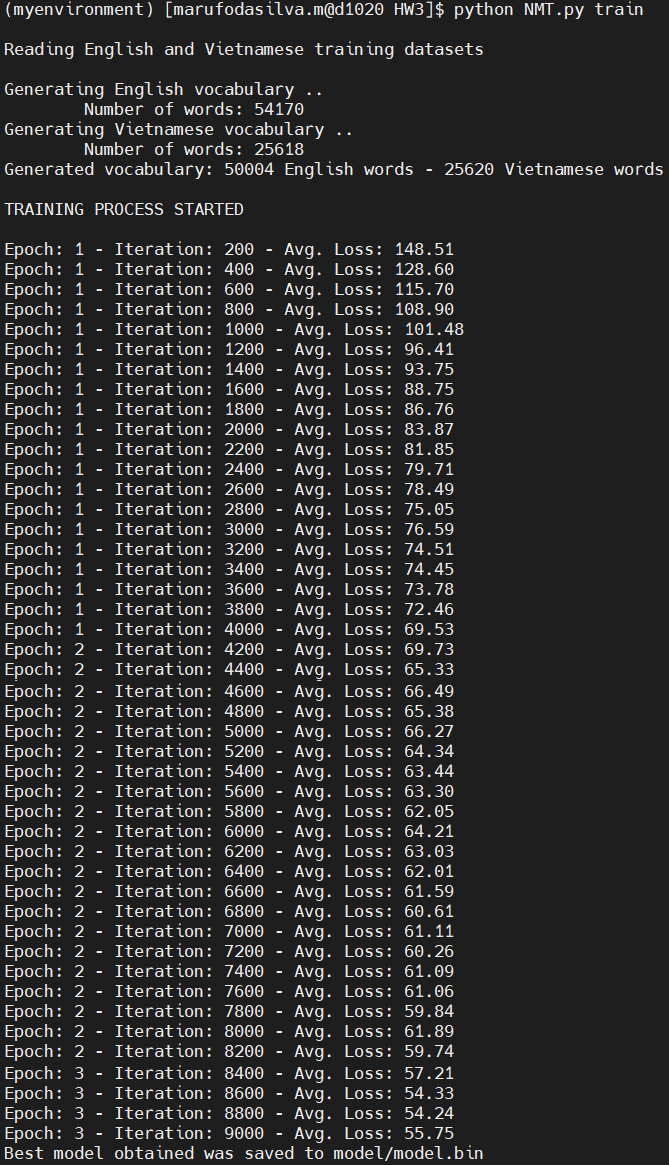 (myenvironment) [marufodasilva.m@d1020 HW3]$ python NMT.py train
Reading English and Vietnamese training datasets
Generating English vocabulary ..
Number of words: 54170
Generating Vietnamese vocabulary ..
Number of words: 25618
Generated vocabulary: 50004 English words - 25620 Vietnamese words
TRAINING PROCESS STARTED
Epoch: 1 - Iteration: 200 - Avg. Loss: 148.51
Epoch: 1 - Iteration: 400 - Avg. Loss: 128.60
Epoch: 1 - Iteration: 600 - Avg. Loss: 115.70
Epoch: 1 - Iteration: 800 - Avg. Loss: 108.90
Epoch: 1 - Iteration: 1000 - Avg. Loss: 101.48
Epoch: 1 - Iteration: 1200 - Avg. Loss: 96.41
Epoch: 1 - Iteration: 1400 - Avg. Loss: 93.75
Epoch: 1 - Iteration: 1600 - Avg. Loss: 88.75
Epoch: 1 - Iteration: 1800 - Avg. Loss: 86.76
Epoch: 1 - Iteration: 2000 - Avg. Loss: 83.87
Epoch: 1 - Iteration: 2200 - Avg. Loss: 81.85
Epoch: 1 - Iteration: 2400 - Avg. Loss: 79.71
Epoch: 1 - Iteration: 2600 - Avg. Loss: 78.49
Epoch: 1 - Iteration: 2800 - Avg. Loss: 75.05
Epoch: 1 - Iteration: 3000 - Avg. Loss: 76.59
Epoch: 1 - Iteration: 3200 - Avg. Loss: 74.51
Epoch: 1 - Iteration: 3400 - Avg. Loss: 74.45
Epoch: 1 - Iteration: 3600 - Avg. Loss: 73.78
Epoch: 1 - Iteration: 3800 - Avg. Loss: 72.46
Epoch: 1 - Iteration: 4000 - Avg. Loss: 69.53
Epoch: 2 - Iteration: 4200 - Avg. Loss: 69.73
Epoch: 2 - Iteration: 4400 - Avg. Loss: 65.33
Epoch: 2 - Iteration: 4600 - Avg. Loss: 66.49
Epoch: 2 - Iteration: 4800 - Avg. Loss: 65.38
Epoch: 2 - Iteration: 5000 - Avg. Loss: 66.27
Epoch: 2 - Iteration: 5200 - Avg. Loss: 64.34
Epoch: 2 - Iteration: 5400 - Avg. Loss: 63.44
Epoch: 2 - Iteration: 5600 - Avg. Loss: 63.30
Epoch: 2 - Iteration: 5800 - Avg. Loss: 62.05
Epoch: 2 - Iteration: 6000 - Avg. Loss: 64.21
Epoch: 2 - Iteration: 6200 - Avg. Loss: 63.03
Epoch: 2 - Iteration: 6400 - Avg. Loss: 62.01
Epoch: 2 - Iteration: 6600 - Avg. Loss: 61.59
Epoch: 2 - Iteration: 6800 - Avg. Loss: 60.61
Epoch: 2 - Iteration: 7000 - Avg. Loss: 61.11
Epoch: 2 - Iteration: 7200 - Avg. Loss: 60.26
Epoch: 2 - Iteration: 7400 - Avg. Loss: 61.09
Epoch: 2 - Iteration: 7600 - Avg. Loss: 61.06
Epoch: 2 - Iteration: 7800 - Avg. Loss: 59.84
Epoch: 2 - Iteration: 8000 - Avg. Loss: 61.89
Epoch: 2 - Iteration: 8200 - Avg. Loss: 59.74
Epoch: 3 - Iteration: 8400 - Avg. Loss: 57.21
Epoch: 3 - Iteration: 8600 - Avg. Loss: 54.33
Epoch: 3 - Iteration: 8800 - Avg. Loss: 54.24
Epoch: 3 - Iteration: 9000 - Avg. Loss: 55.75
Best model obtained was saved to model/model.bin